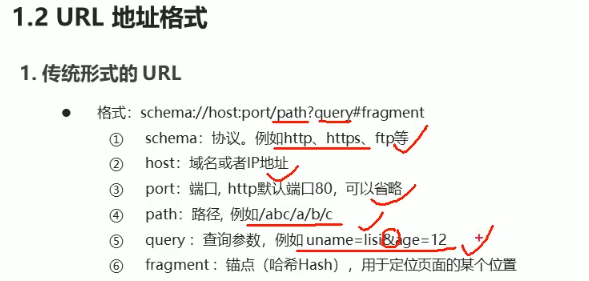 1.2 URL 地址格式
1. 传统形式的 URL
● 格式：schema://host:port/path?query#fragment
① schema：协议。例如http、https、ftp等
② host：域名或者IP地址
③ port：端口, http默认端口80，可以省略
④ path：路径, 例如/abc/a/b/c
⑤ query：查询参数，例如 uname=lisi&age=12
⑥ fragment：锚点（哈希Hash），用于定位页面的某个位置